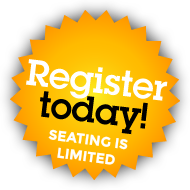 Register
today!
SEATING IS
LIMITED